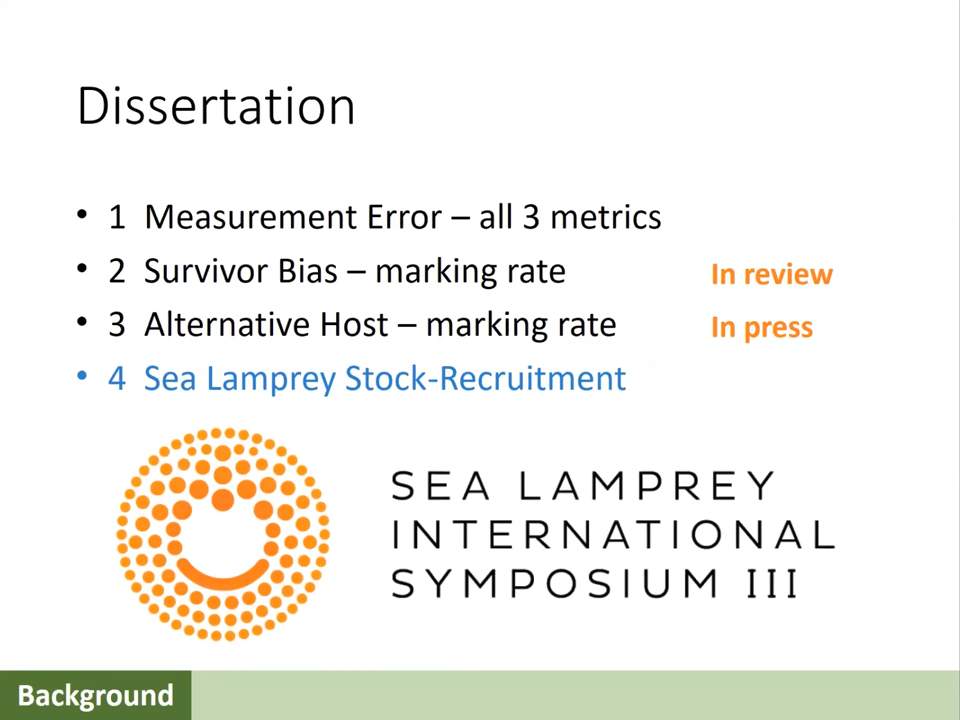 Dissertation
• 1 Measurement Error – all 3 metrics
• 2 Survivor Bias – marking rate In review
• 3 Alternative Host – marking rate In press
• 4 Sea Lamprey Stock-Recruitment
SEA LAMPREY
INTERNATIONAL
SYMPOSIUM III
Background